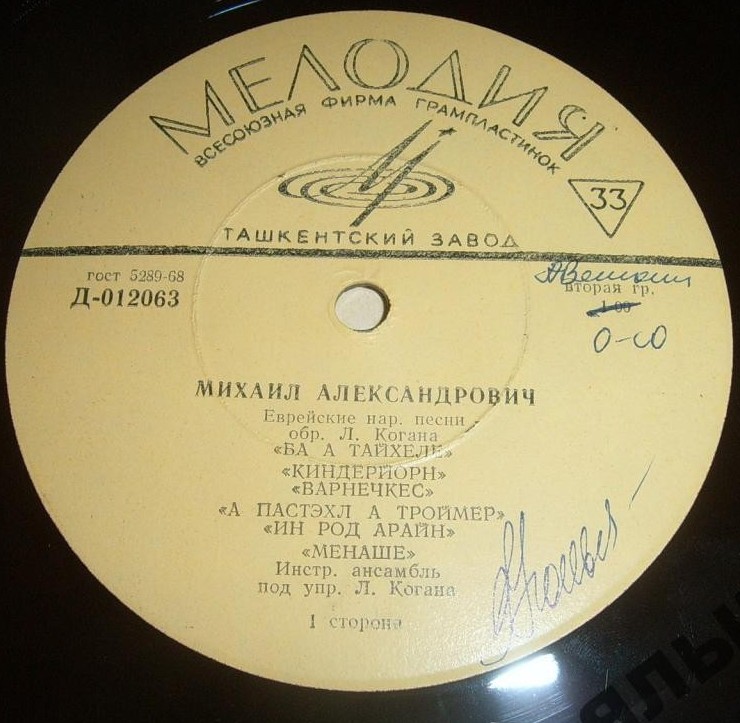 МЕЛОДИЯ
ВСЕСОЮЗНАЯ ФИРМА ГРАМПЛАСТИНОК
33
ТАШКЕНТСКИЙ ЗАВОД
гост 5289-68
Д-012063
вторая гр.
1-00
0-60
МИХАИЛ АЛЕКСАНДРОВИЧ
Еврейские нар. песни
обр. Л. Когана
«БА А ТАЙХЕЛЕ»
«КИНДЕРИОРН»
«ВАРНЕЧКЕС»
«А ПАСТЭХЛ А ТРОЙМЕР»
«ИН РОД АРАЙН»
«МЕНАШЕ»
Инстр. ансамбль
под упр. Л. Когана
I сторона